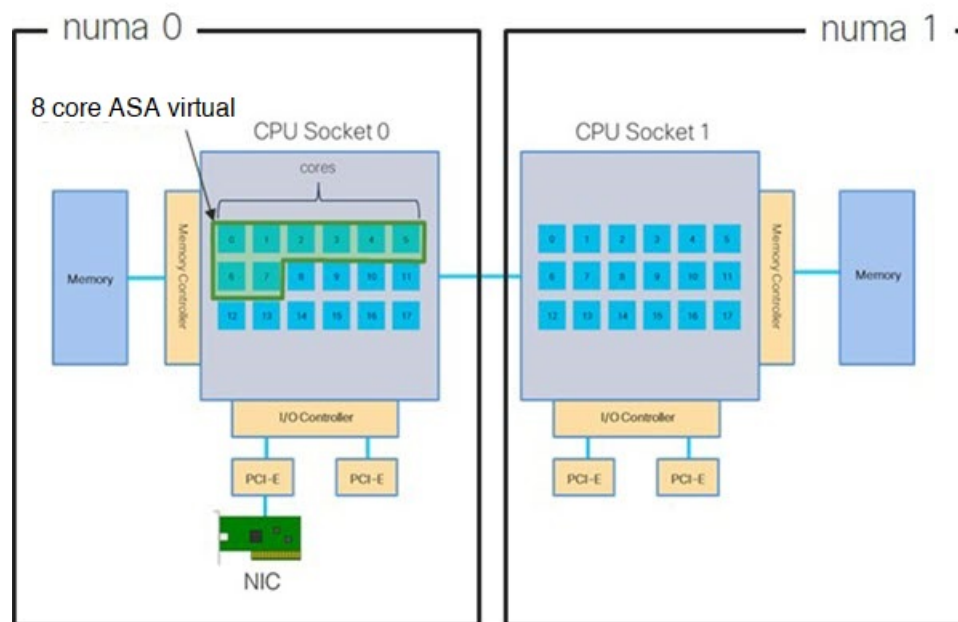 numa 0
numa 1
8 core ASA virtual
CPU Socket 0
CPU Socket 1
cores
Memory
Memory Controller
0 1 2 3 4 5
6 7 8 9 10 11
12 13 14 15 16 17
0 1 2 3 4 5
6 7 8 9 10 11
12 13 14 15 16 17
Memory Controller
Memory
I/O Controller
I/O Controller
PCI-E
PCI-E
PCI-E
PCI-E
NIC